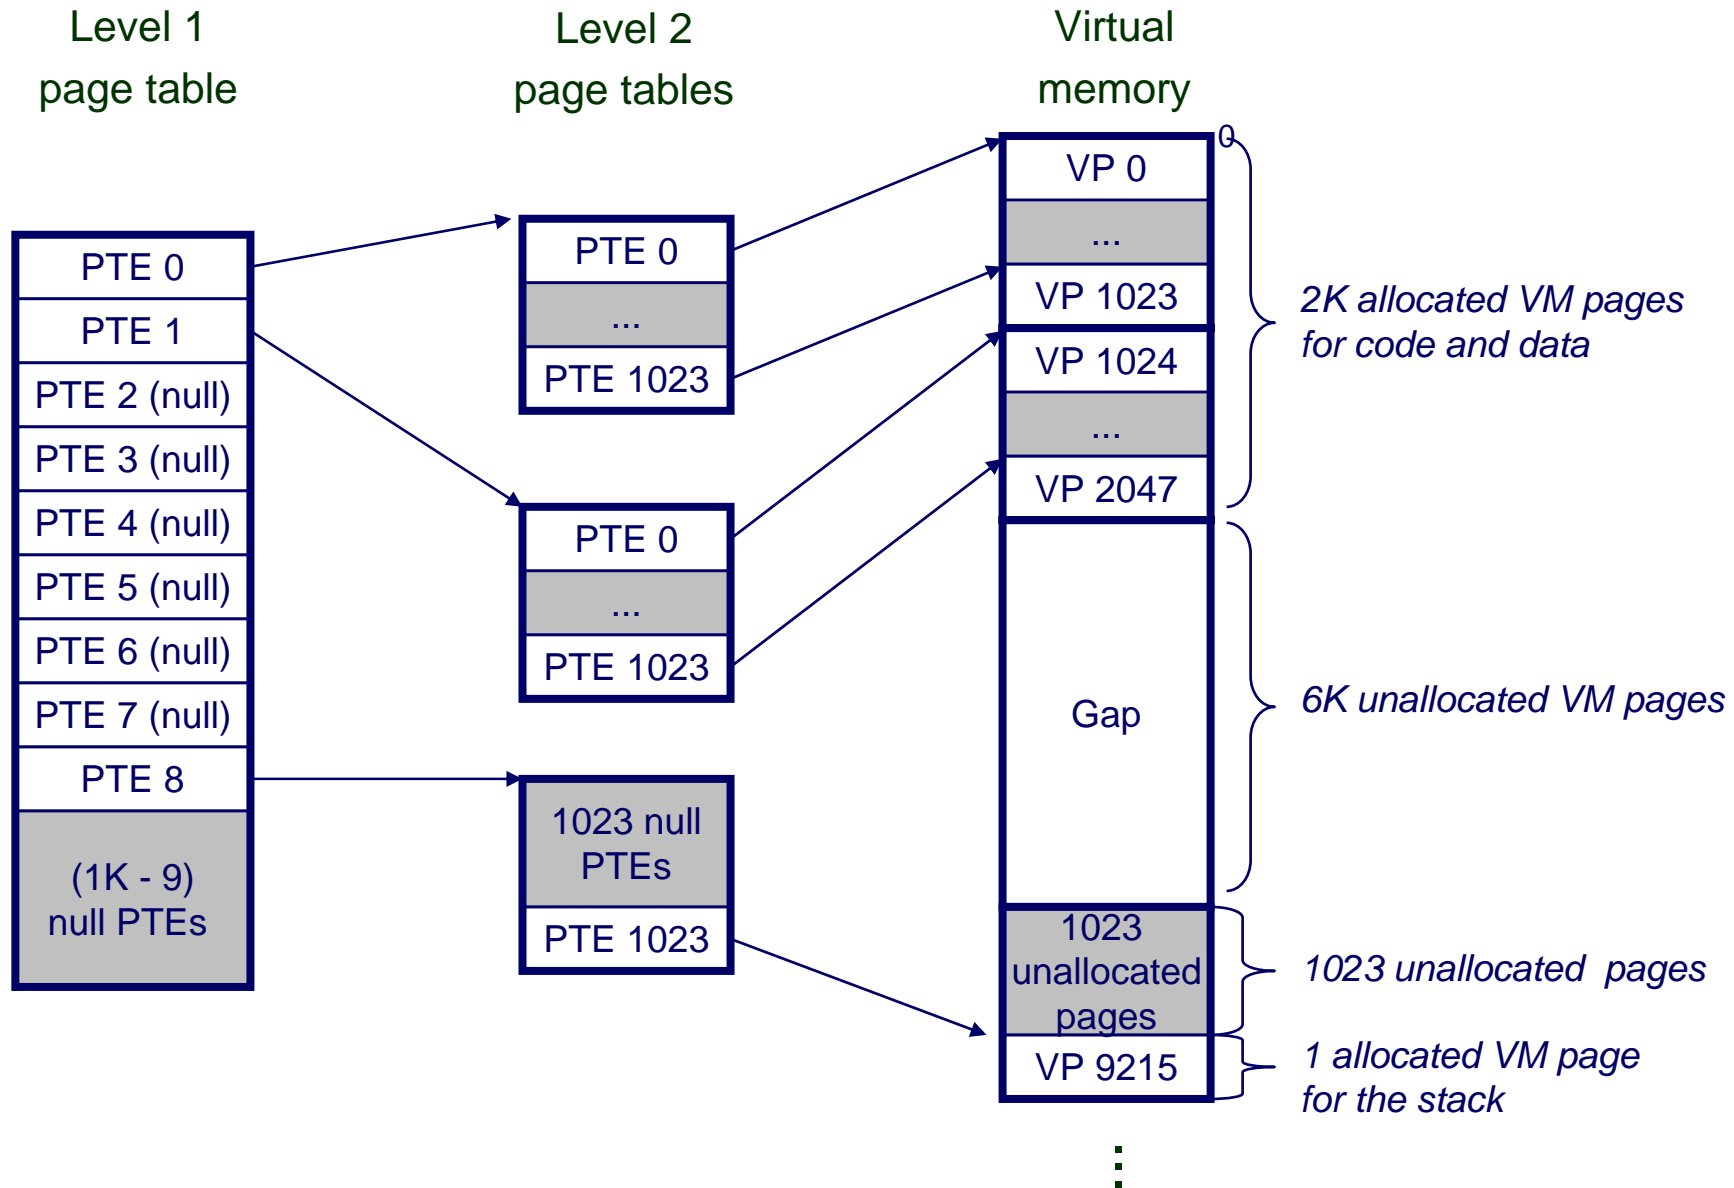 Level 1
page table
Level 2
page tables
Virtual
memory
PTE 0
PTE 1
PTE 2 (null)
PTE 3 (null)
PTE 4 (null)
PTE 5 (null)
PTE 6 (null)
PTE 7 (null)
PTE 8
(1K - 9)
null PTEs
PTE 0
...
PTE 1023
PTE 0
...
PTE 1023
1023 null
PTEs
PTE 1023
0
VP 0
...
VP 1023
VP 1024
...
VP 2047
Gap
1023
unallocated
pages
VP 9215
2K allocated VM pages
for code and data
6K unallocated VM pages
1023 unallocated  pages
1 allocated VM page
for the stack